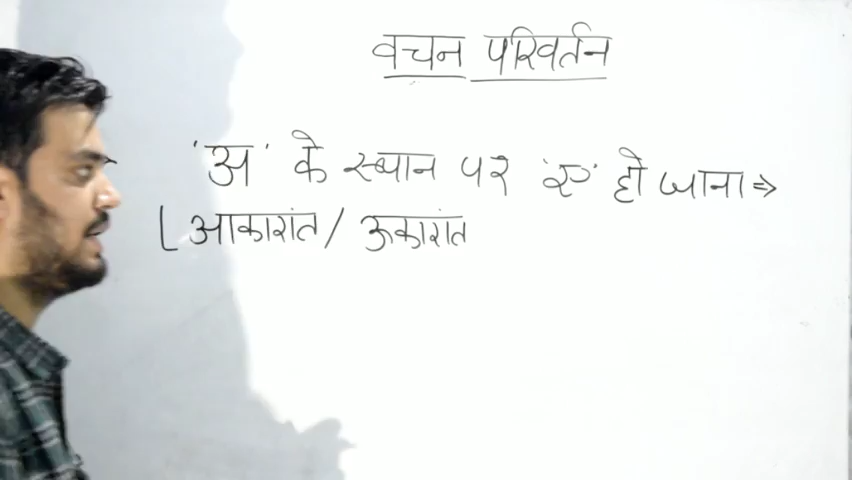 वचन परिवर्तन
'अ' के स्थान पर 'एं' हो जाना ⇒
[ आकारांत / ऊकारांत